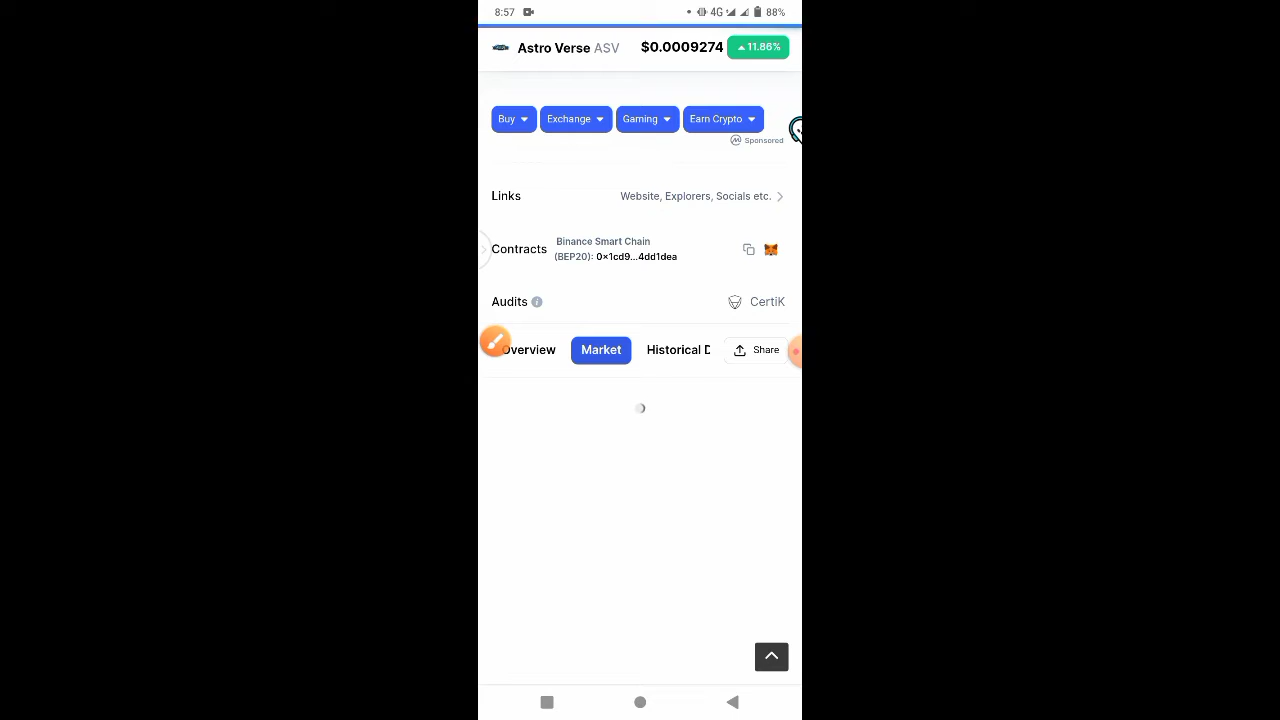 8:57 4G 88%
Astro Verse ASV $0.0009274 11.86%
Buy Exchange Gaming Earn Crypto
Sponsored
Links Website, Explorers, Socials etc.
Contracts Binance Smart Chain
(BEP20): 0x1cd9...4dd1dea
Audits CertiK
Overview Market Historical D Share